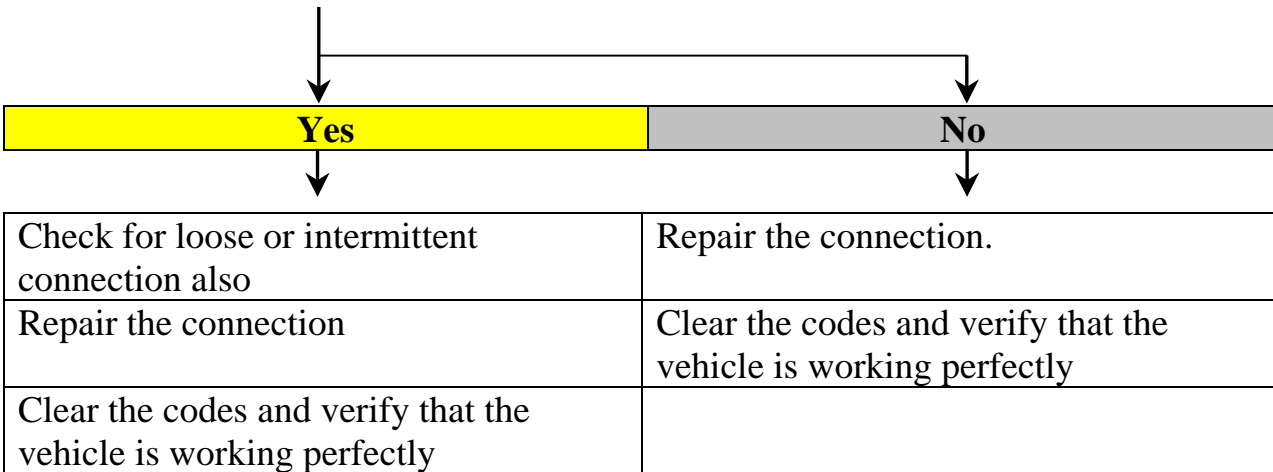 Yes
No
Check for loose or intermittent
connection also
Repair the connection.
Repair the connection
Clear the codes and verify that the
vehicle is working perfectly
Clear the codes and verify that the
vehicle is working perfectly